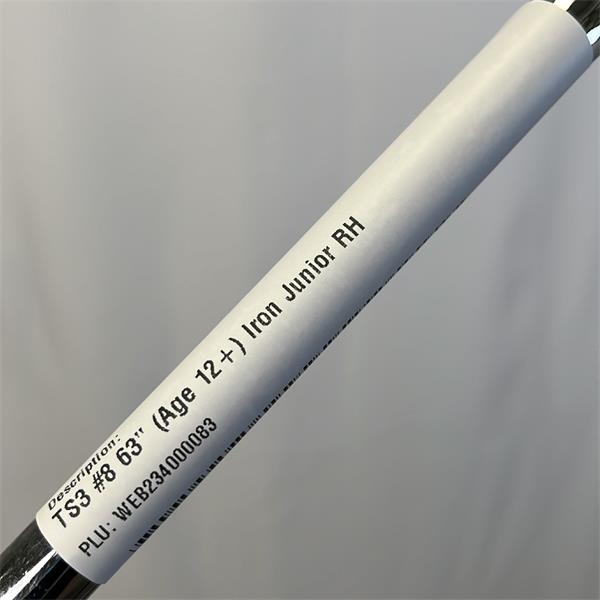 Description:
TS3 #8 63" (Age 12+) Iron Junior RH
PLU: WEB234000083